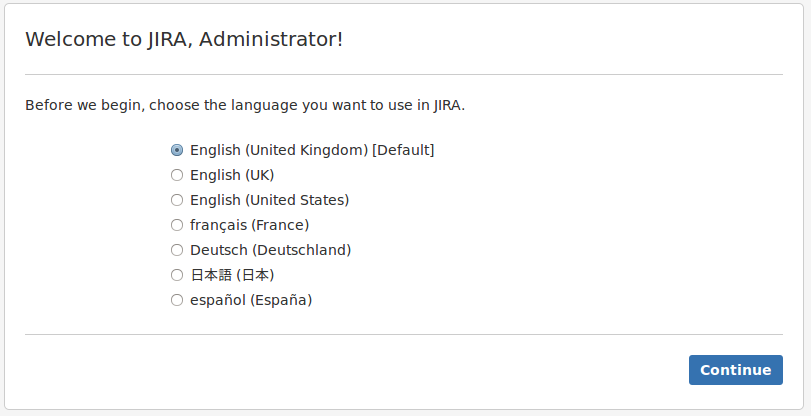 Welcome to JIRA, Administrator!
Before we begin, choose the language you want to use in JIRA.
English (United Kingdom) [Default]
English (UK)
English (United States)
français (France)
Deutsch (Deutschland)
日本語 (日本)
español (España)
Continue